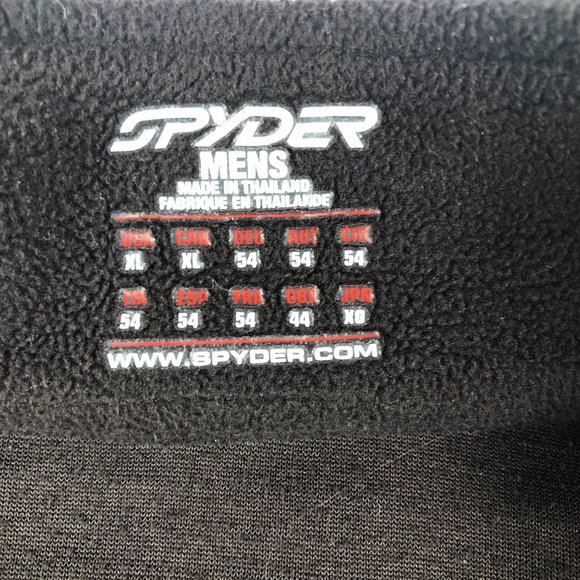 SPYDER
MENS
MADE IN THAILAND
FABRIQUE EN THAILANDE
USA CAN DEU AUT CHE
XL XL 54 54 54
ITA ESP FRA GBR JPN
54 54 54 44 XO
WWW.SPYDER.COM